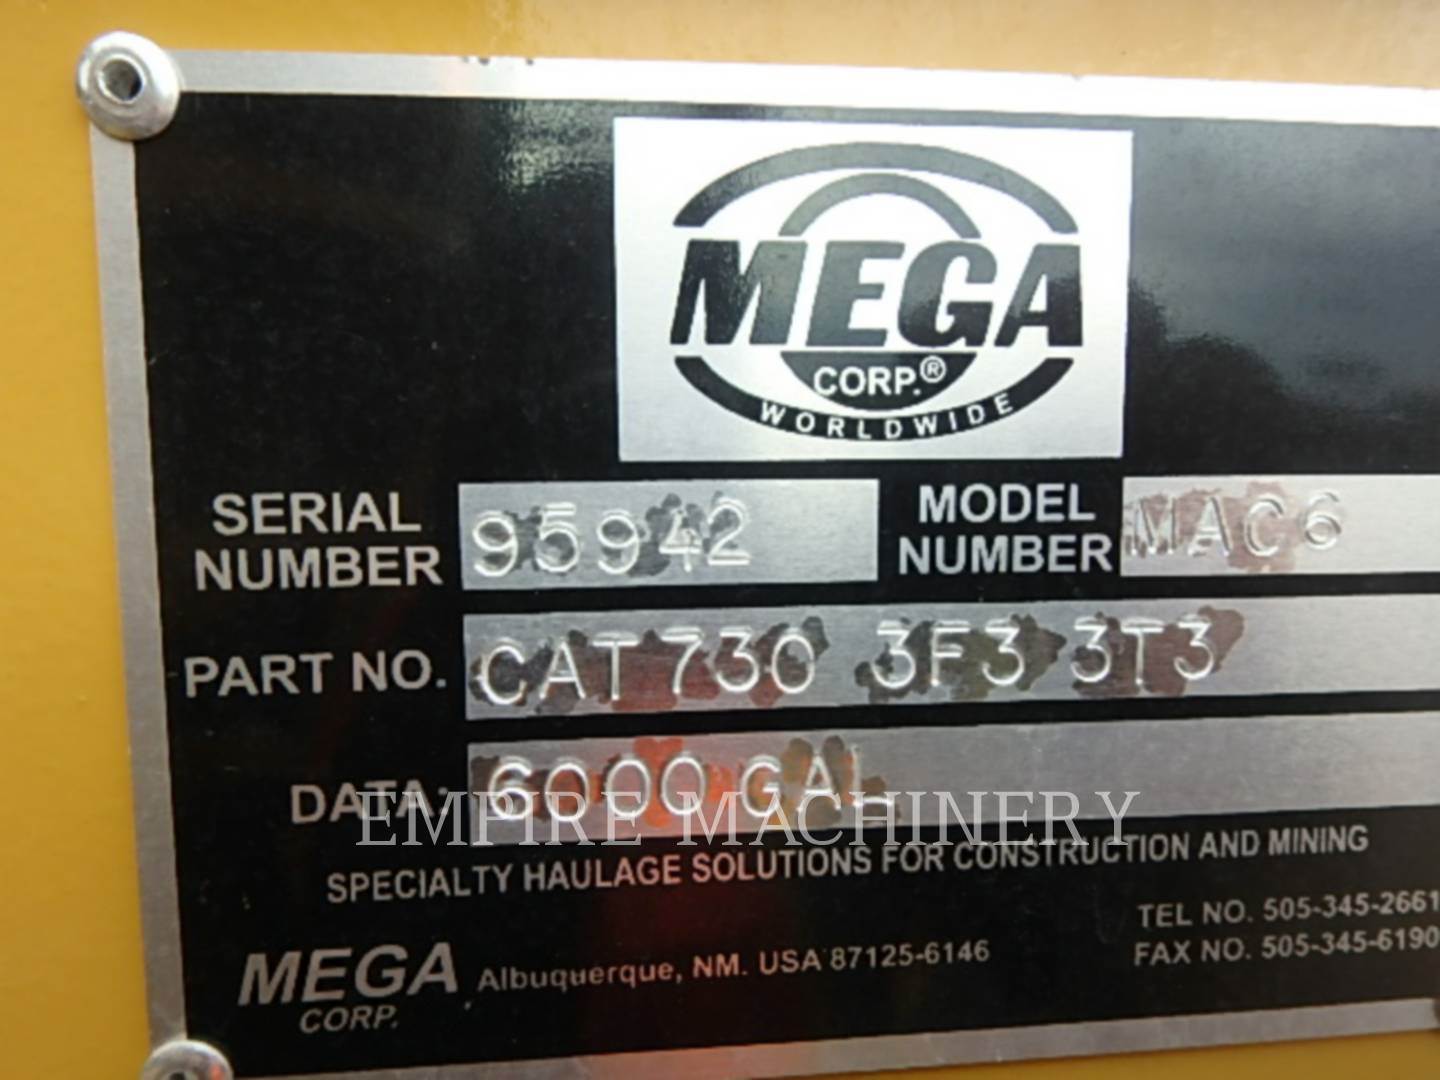 MEGA
CORP.®
WORLDWIDE
SERIAL NUMBER 95942 MODEL NUMBER MAC6
PART NO. CAT730 3F3 3T3
DATA: 6000 GAL
EMPIRE MACHINERY
SPECIALTY HAULAGE SOLUTIONS FOR CONSTRUCTION AND MINING
TEL NO. 505-345-2661
MEGA CORP. Albuquerque, NM. USA 87125-6146
FAX NO. 505-345-6190